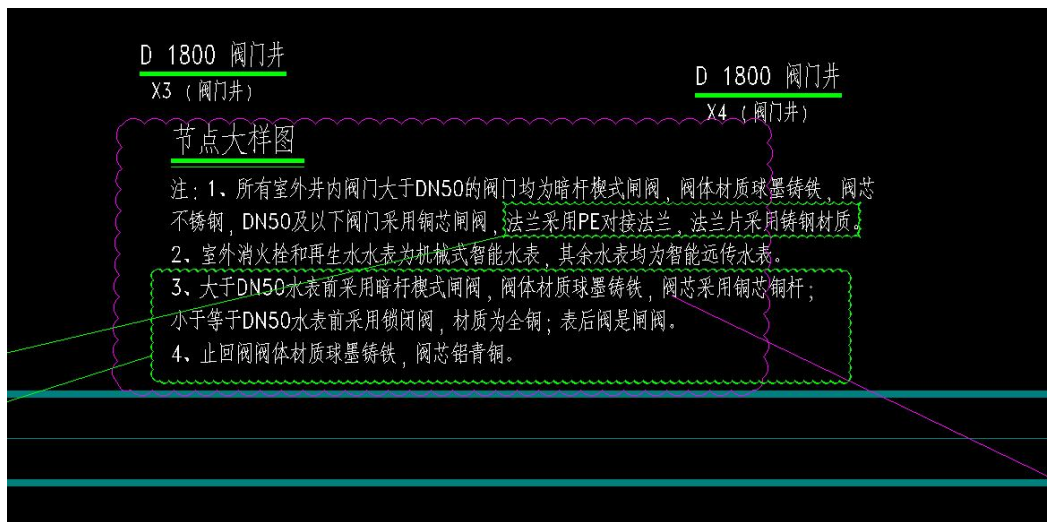 D 1800 阀门井
X3（阀门井）
D 1800 阀门井
X4（阀门井）
节点大样图
注：1、所有室外井内阀门大于DN50的阀门均为暗杆楔式闸阀，阀体材质球墨铸铁，阀芯
不锈钢，DN50及以下阀门采用铜芯闸阀，法兰采用PE对接法兰，法兰片采用铸钢材质。
2、室外消火栓和再生水水表为机械式智能水表，其余水表均为智能远传水表。
3、大于DN50水表前采用暗杆楔式闸阀，阀体材质球墨铸铁，阀芯采用铜芯铜杆；
小于等于DN50水表前采用锁闭阀，材质为全铜；表后阀是闸阀。
4、止回阀阀体材质球墨铸铁，阀芯铝青铜。